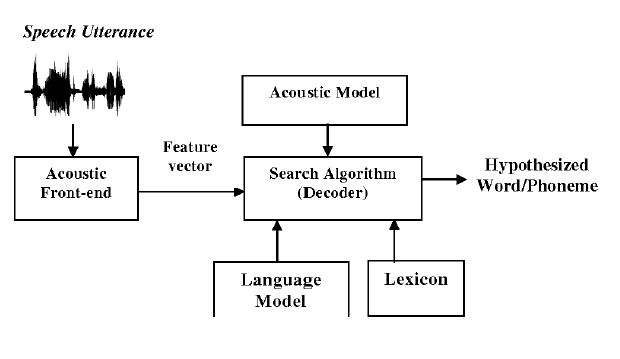 Speech Utterance
Acoustic Model
Feature
vector
Acoustic
Front-end
Search Algorithm
(Decoder)
Hypothesized
Word/Phoneme
Language
Model
Lexicon